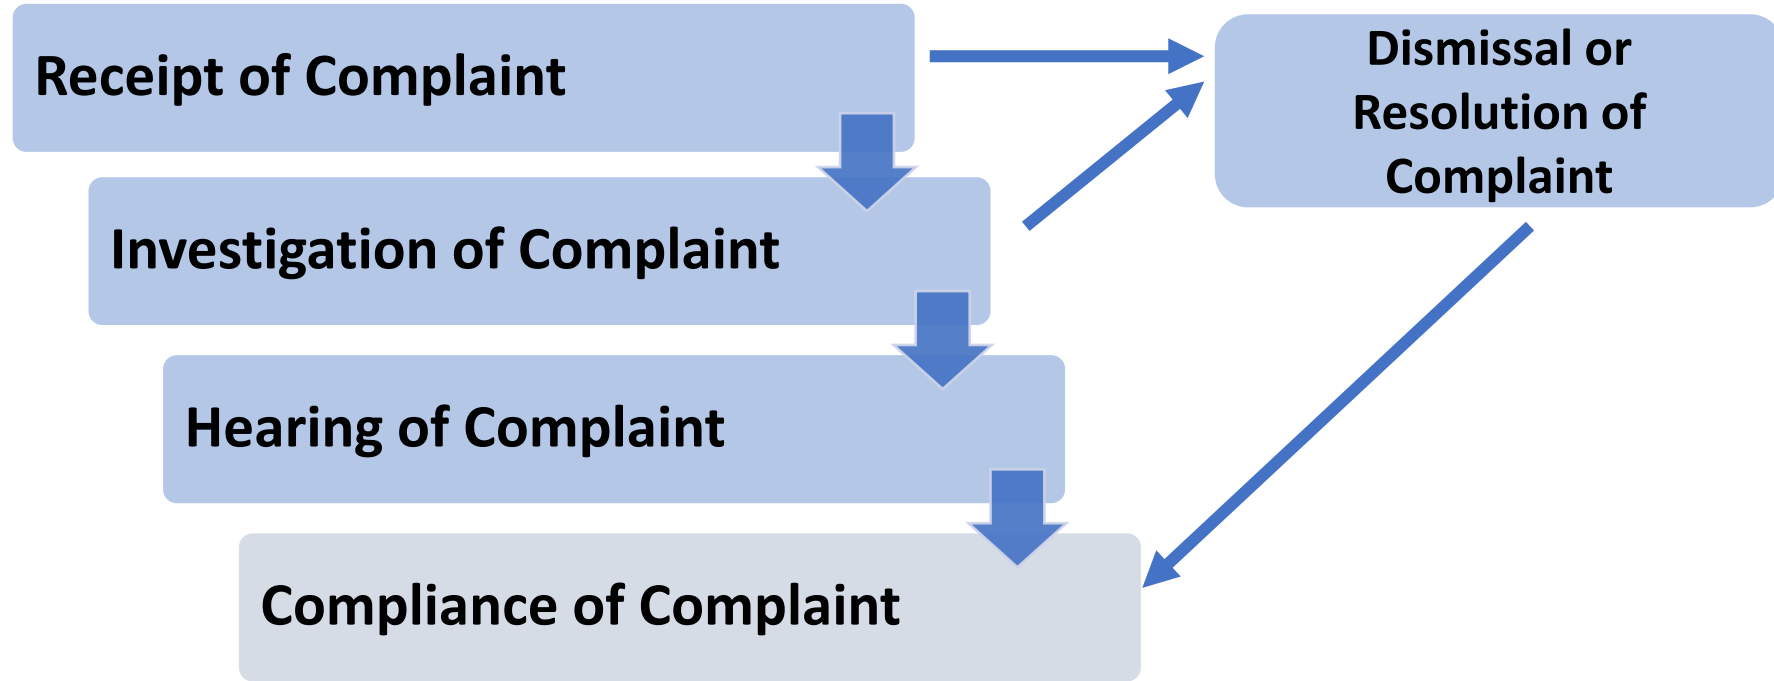 Receipt of Complaint
Dismissal or
Resolution of
Complaint
Investigation of Complaint
Hearing of Complaint
Compliance of Complaint